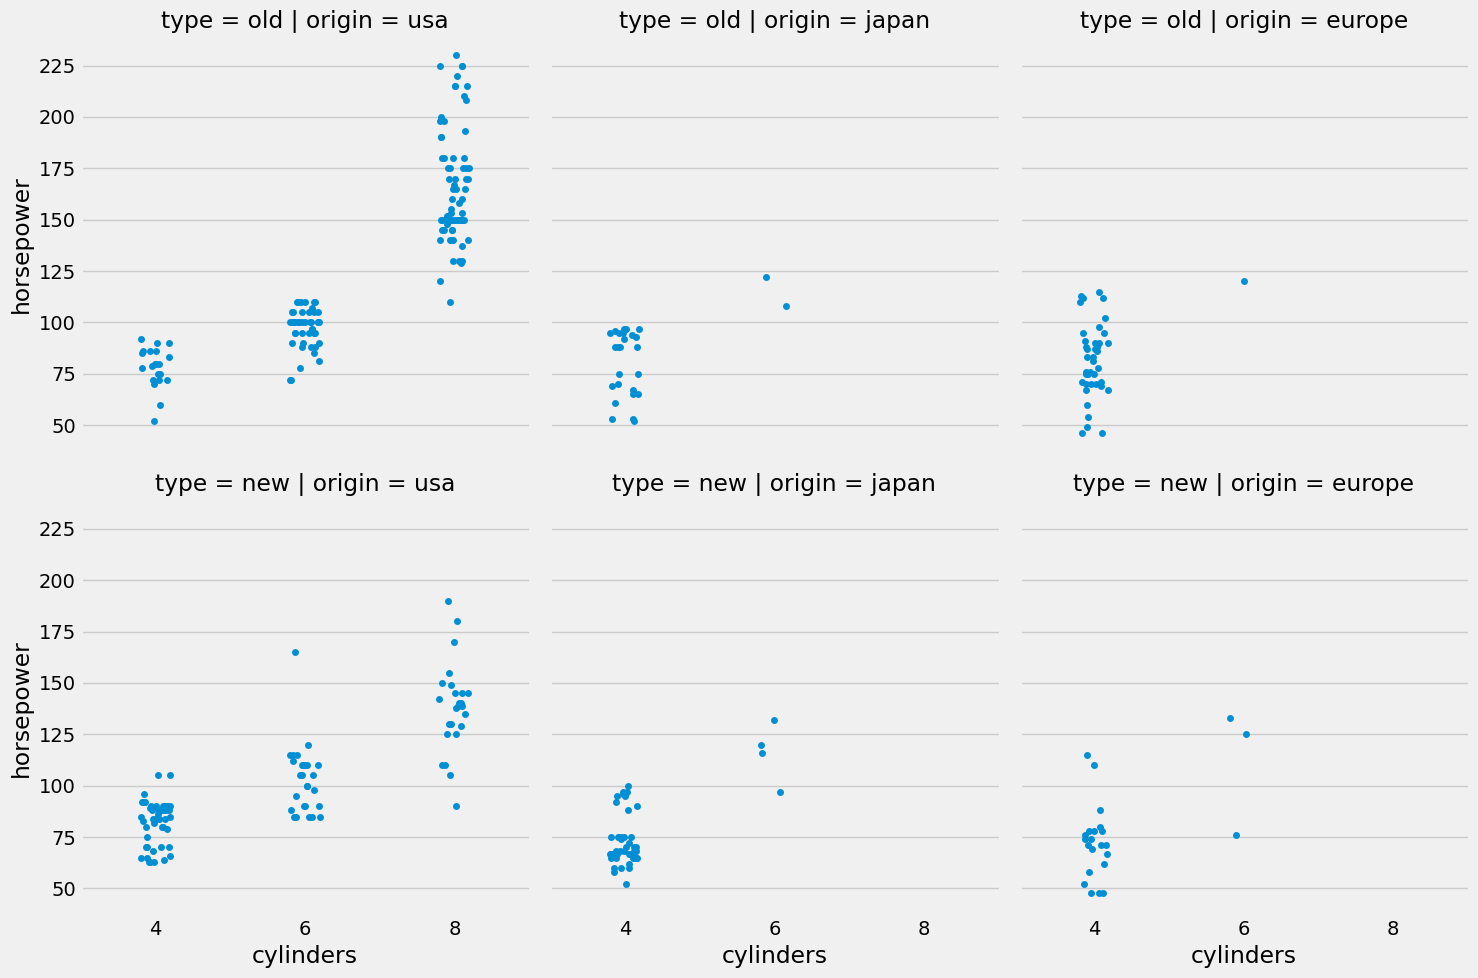 type = old | origin = usa
type = old | origin = japan
type = old | origin = europe
225
200
175
150
125
100
75
50
horsepower
type = new | origin = usa
type = new | origin = japan
type = new | origin = europe
225
200
175
150
125
100
75
50
horsepower
4 6 8
4 6 8
4 6 8
cylinders
cylinders
cylinders